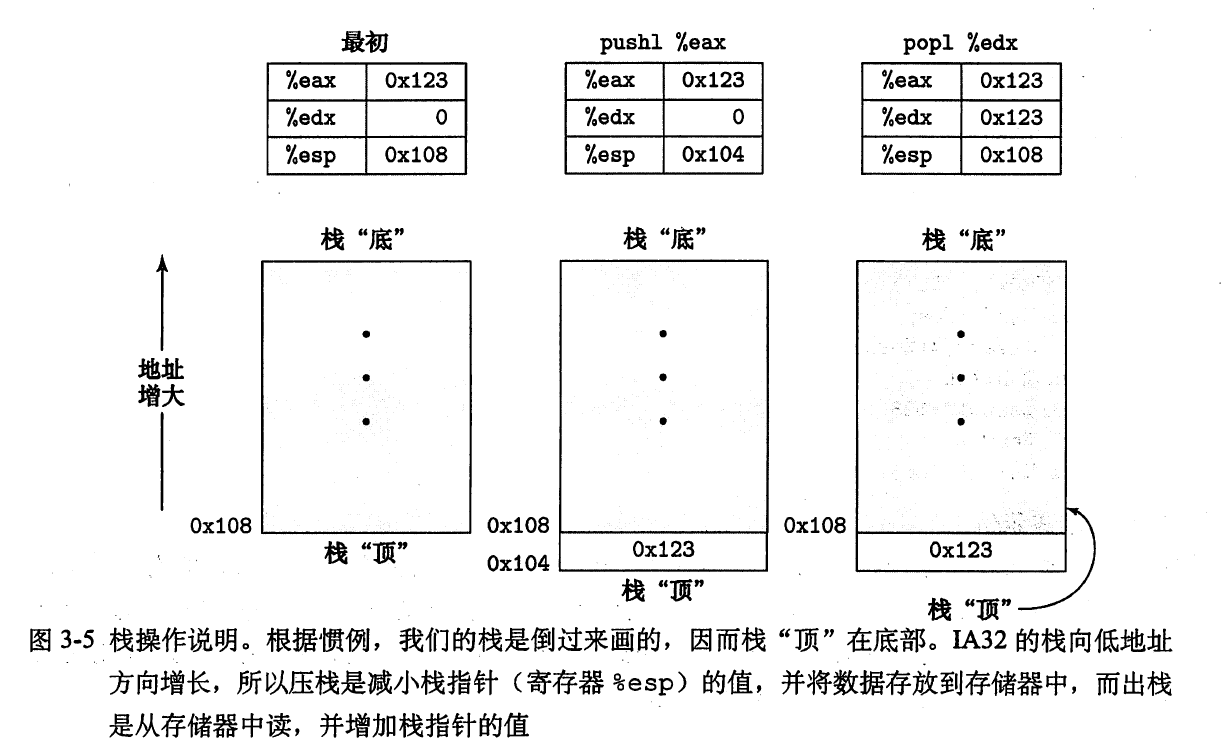 最初
%eax 0x123
%edx 0
%esp 0x108
pushl %eax
%eax 0x123
%edx 0
%esp 0x104
popl %edx
%eax 0x123
%edx 0x123
%esp 0x108
地址
增大
栈“底”
0x108
栈“顶”
栈“底”
0x108
0x104
0x123
栈“顶”
栈“底”
0x108
0x123
栈“顶”
图 3-5 栈操作说明。根据惯例，我们的栈是倒过来画的，因而栈“顶”在底部。IA32 的栈向低地址
方向增长，所以压栈是减小栈指针（寄存器 %esp）的值，并将数据存放到存储器中，而出栈
是从存储器中读，并增加栈指针的值